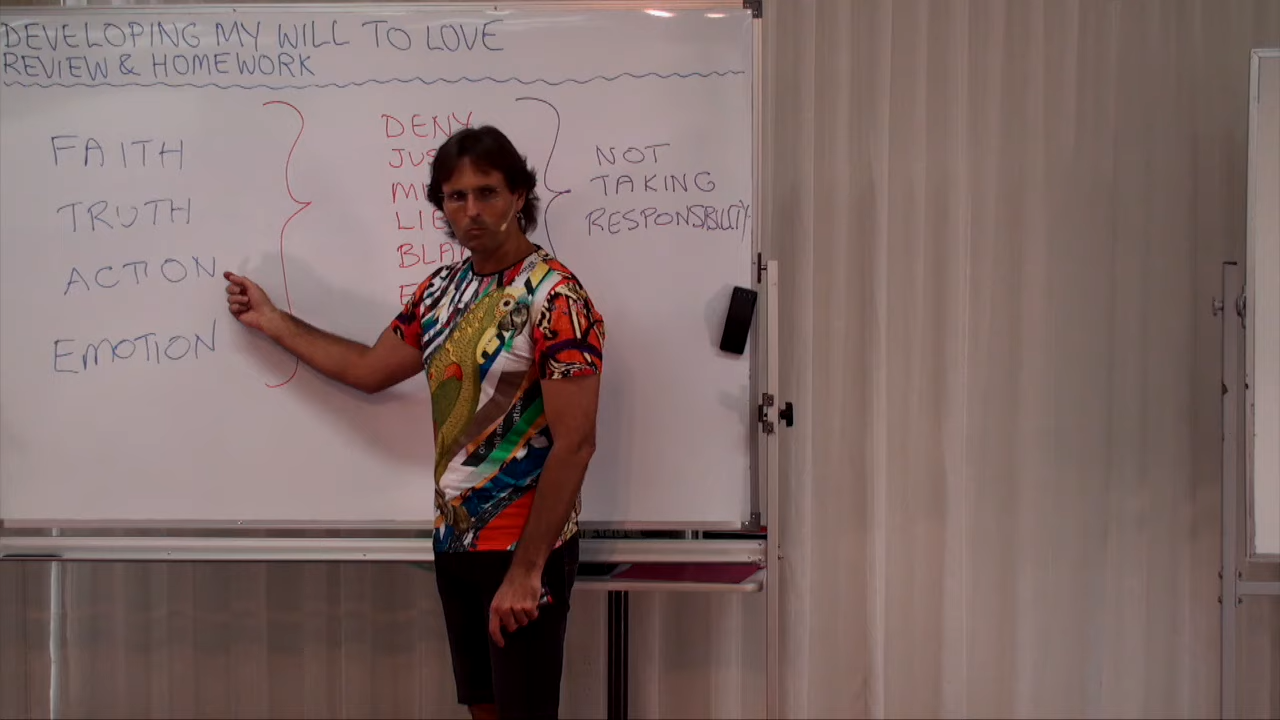 DEVELOPING MY WILL TO LOVE
REVIEW & HOMEWORK
FAITH
TRUTH
ACTION
EMOTION
DENY
NOT
TAKING
RESPONSIBILITY